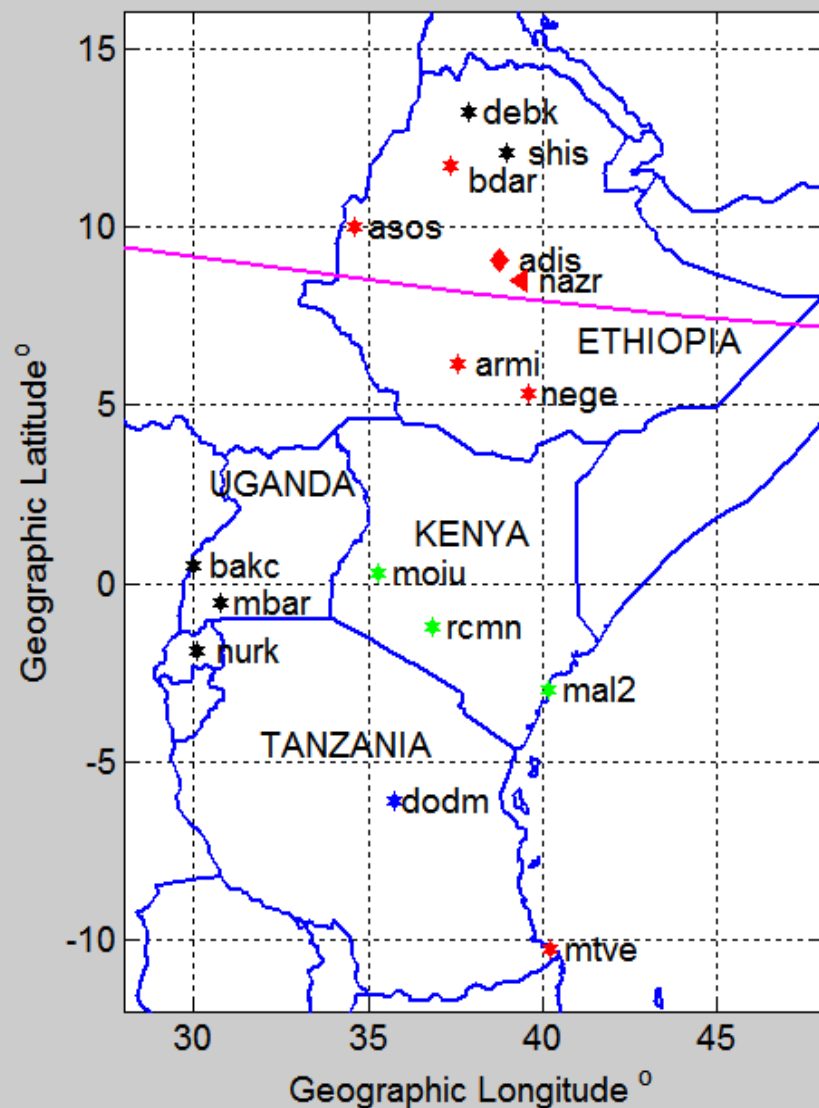 15
debk
shis
bdar
10
asos
adis
nazr
ETHIOPIA
armi
5
nege
UGANDA
KENYA
bakc
moiu
0
mbar
rcmn
nurk
mal2
TANZANIA
-5
dodm
-10
mtve
30 35 40 45
Geographic Longitude °
Geographic Latitude °